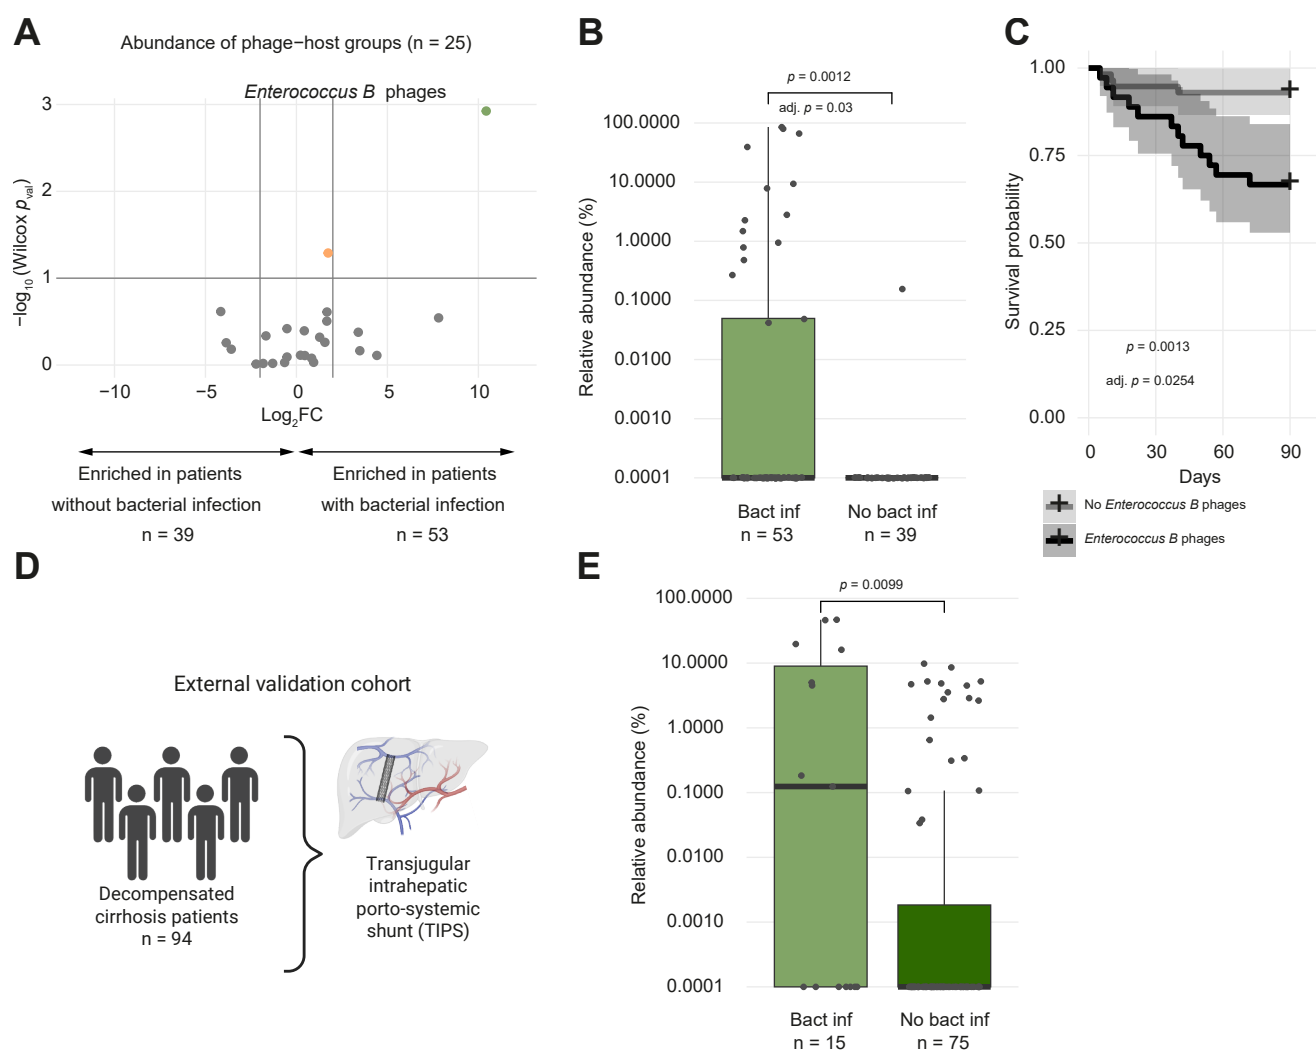 A
Abundance of phage−host groups (n = 25)
Enterococcus B phages
3
2
1
0
−log10(Wilcox pval)
−10
−5
0
5
10
Log2FC
Enriched in patients
without bacterial infection
n = 39
Enriched in patients
with bacterial infection
n = 53
B
p = 0.0012
adj. p = 0.03
Relative abundance (%)
100.0000
10.0000
1.0000
0.1000
0.0100
0.0010
0.0001
Bact inf
n = 53
No bact inf
n = 39
C
Survival probability
1.00
0.75
0.50
0.25
0.00
p = 0.0013
adj. p = 0.0254
0
30
60
90
Days
No Enterococcus B phages
Enterococcus B phages
D
External validation cohort
Decompensated
cirrhosis patients
n = 94
Transjugular
intrahepatic
porto-systemic
shunt (TIPS)
E
p = 0.0099
Relative abundance (%)
100.0000
10.0000
1.0000
0.1000
0.0100
0.0010
0.0001
Bact inf
n = 15
No bact inf
n = 75